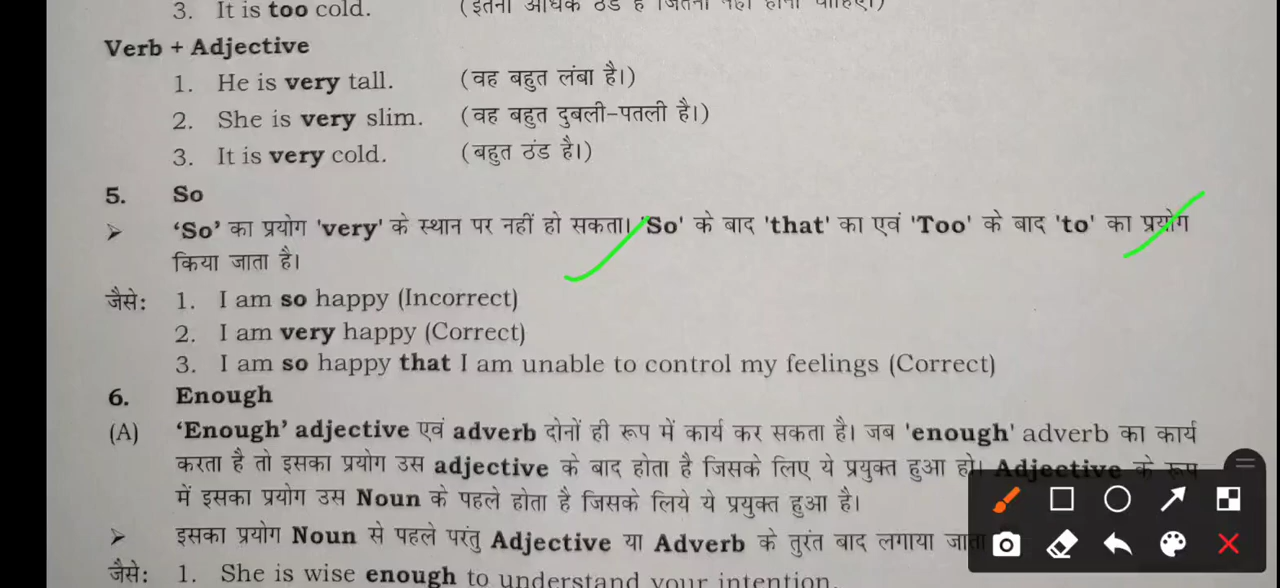 3. It is too cold. (इतनी अधिक ठंड है जितनी नहीं होनी चाहिए।)
Verb + Adjective
1. He is very tall. (वह बहुत लंबा है।)
2. She is very slim. (वह बहुत दुबली-पतली है।)
3. It is very cold. (बहुत ठंड है।)
5. So
➢ 'So' का प्रयोग 'very' के स्थान पर नहीं हो सकता। 'So' के बाद 'that' का एवं 'Too' के बाद 'to' का प्रयोग
किया जाता है।
जैसे: 1. I am so happy (Incorrect)
2. I am very happy (Correct)
3. I am so happy that I am unable to control my feelings (Correct)
6. Enough
(A) 'Enough' adjective एवं adverb दोनों ही रूप में कार्य कर सकता है। जब 'enough' adverb का कार्य
करता है तो इसका प्रयोग उस adjective के बाद होता है जिसके लिए ये प्रयुक्त हुआ हो। Adjective के रूप
में इसका प्रयोग उस Noun के पहले होता है जिसके लिये ये प्रयुक्त हुआ है।
➢ इसका प्रयोग Noun से पहले परंतु Adjective या Adverb के तुरंत बाद लगाया जाता
जैसे: 1. She is wise enough to understand your intention.